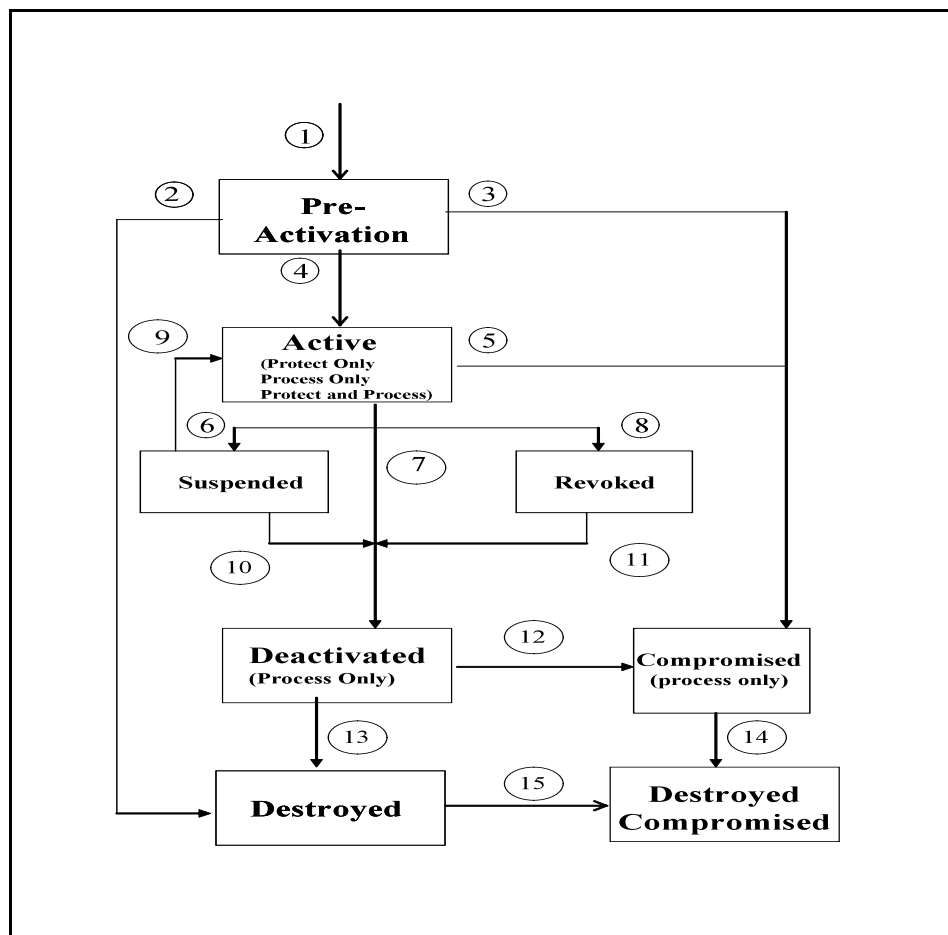 1
2
3
Pre-
Activation
4
9
Active
(Protect Only
Process Only
Protect and Process)
5
6
8
7
Suspended
Revoked
10
11
Deactivated
(Process Only)
12
Compromised
(process only)
13
14
Destroyed
15
Destroyed
Compromised